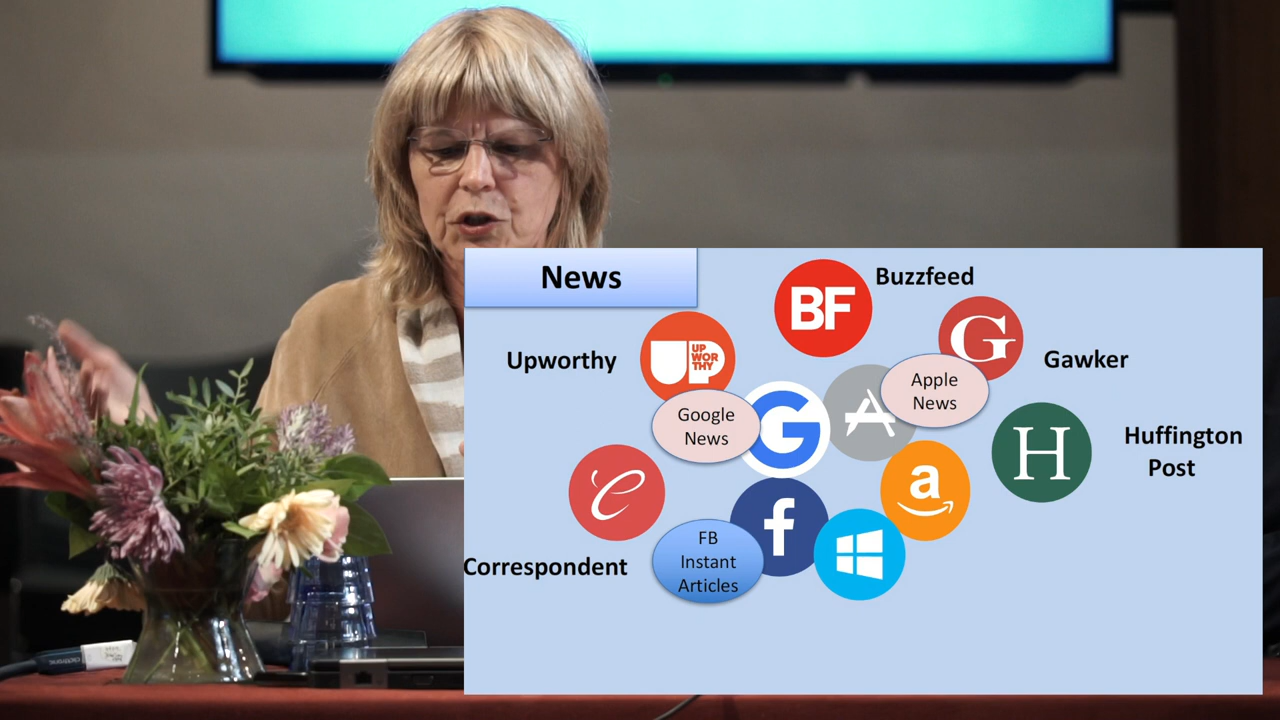 News
BF
Buzzfeed
UP
WOR
THY
Upworthy
G
Gawker
Apple
News
Google
News
G
H
Huffington
Post
C
a
f
FB
Instant
Articles
Correspondent